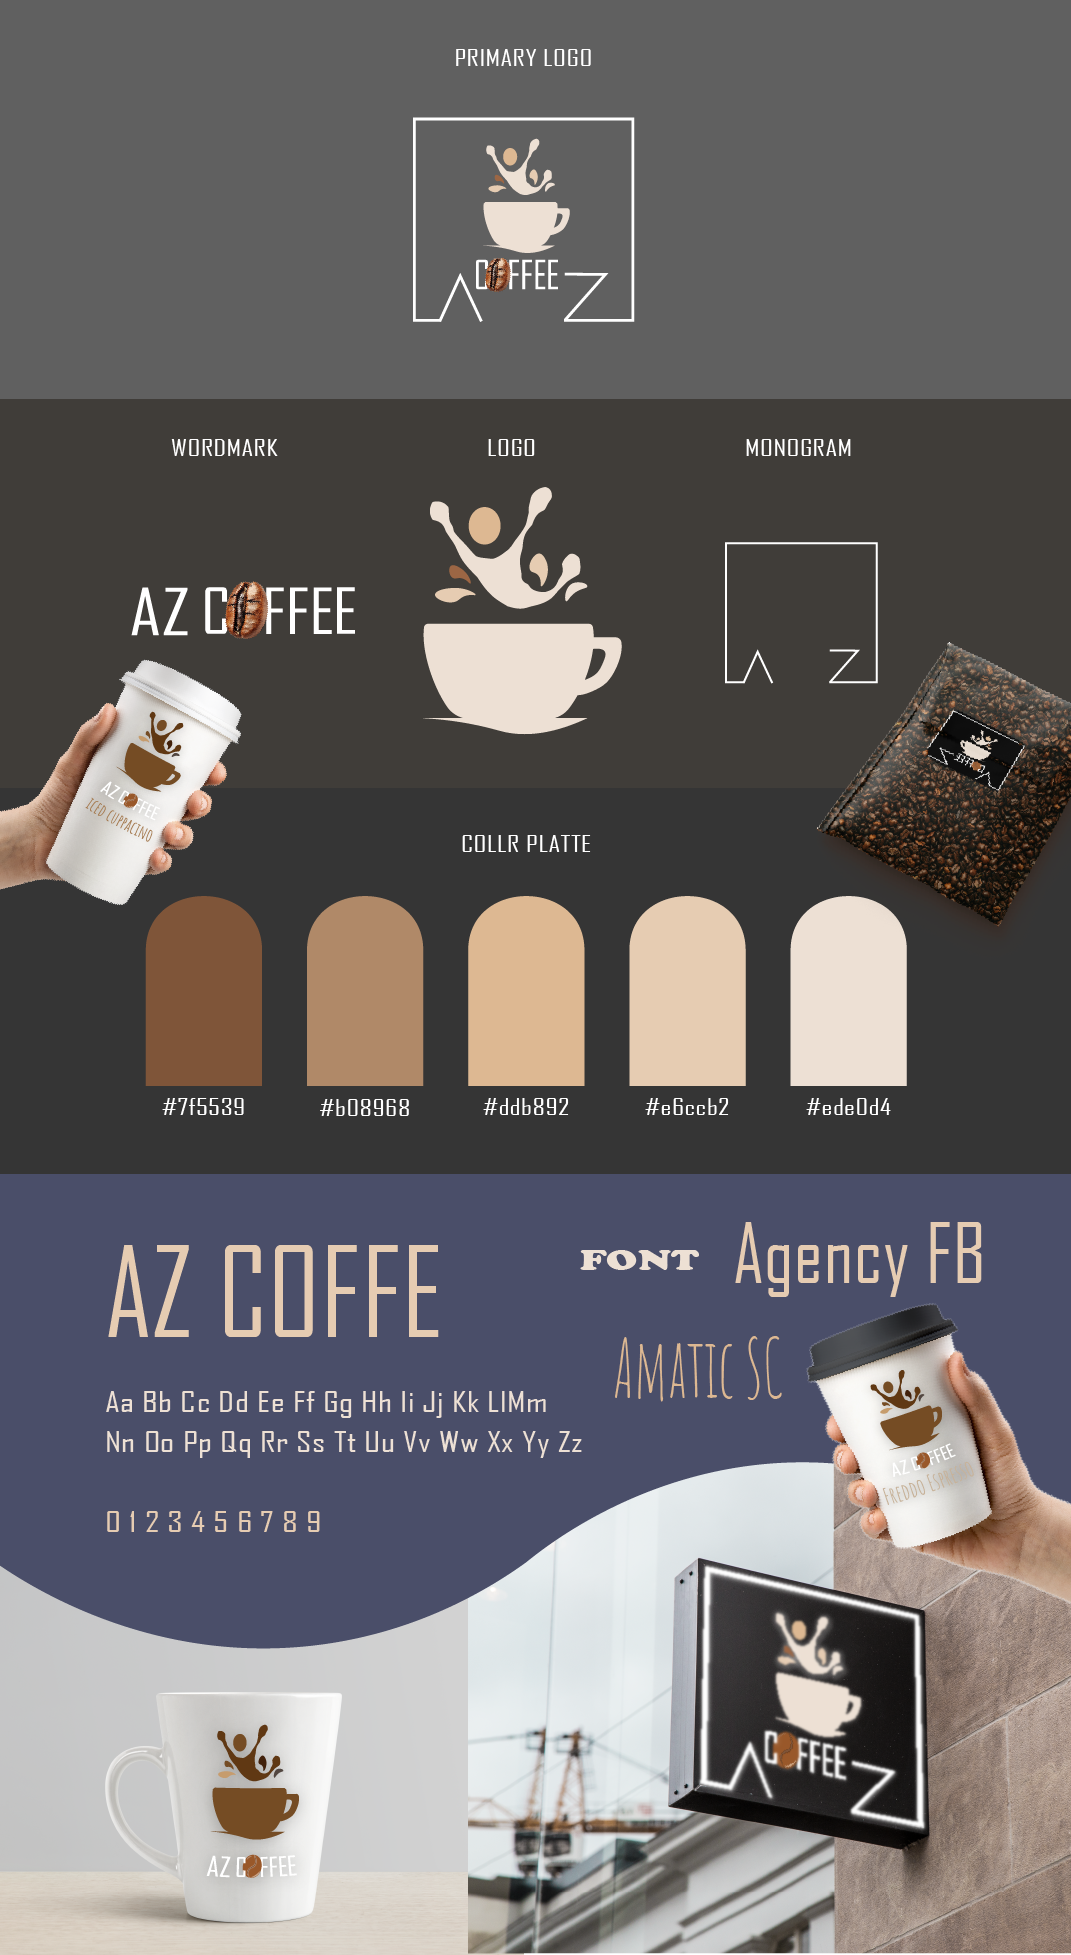 PRIMARY LOGO
COFFEE
A Z
WORDMARK
LOGO
MONOGRAM
AZ COFFEE
A Z
AZ COFFEE
ICED CUPPACINO
COFFEE
A Z
COLLR PLATTE
#7f5539
#b08968
#ddb892
#e6ccb2
#ede0d4
AZ COFFE
FONT
Agency FB
AMATIC SC
Aa Bb Cc Dd Ee Ff Gg Hh Ii Jj Kk LlMm
Nn Oo Pp Qq Rr Ss Tt Uu Vv Ww Xx Yy Zz
0 1 2 3 4 5 6 7 8 9
AZ COFFEE
FREDDO
COFFEE
A Z
AZ COFFEE